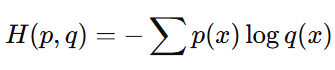 H(p, q) = − ∑ p(x) log q(x)